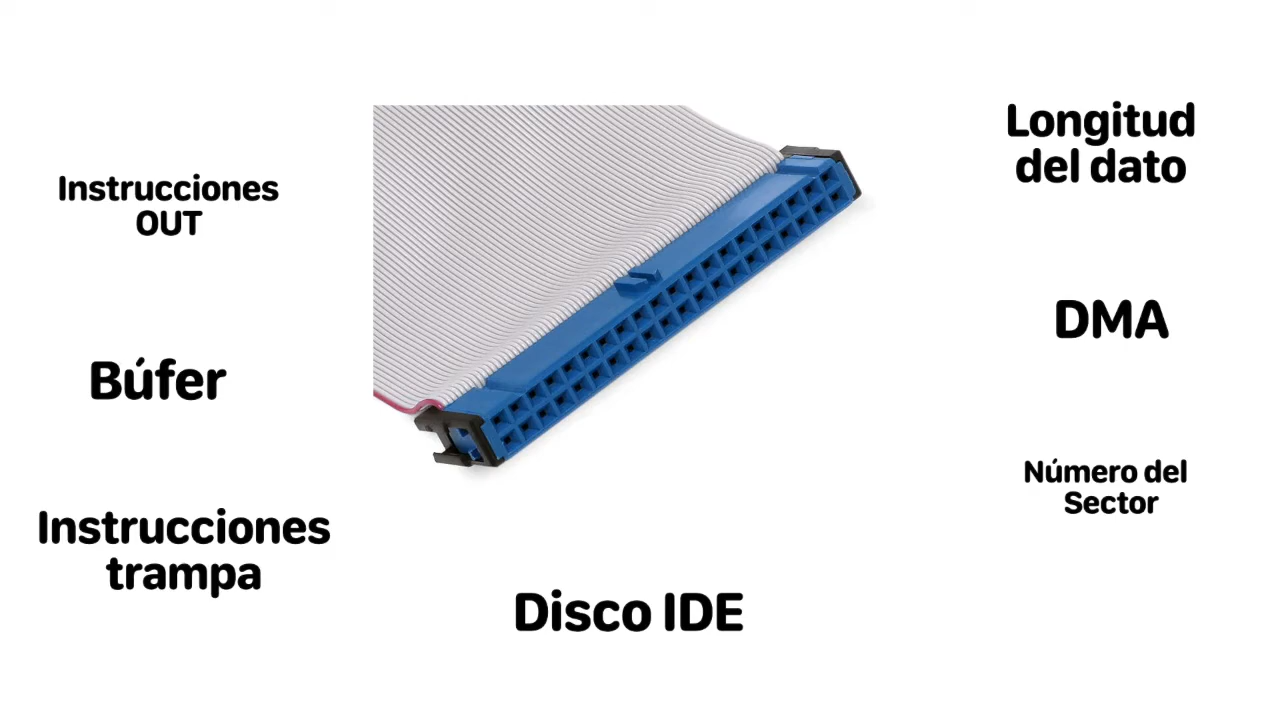 Instrucciones
OUT
Búfer
Instrucciones
trampa
Disco IDE
Longitud
del dato
DMA
Número del
Sector